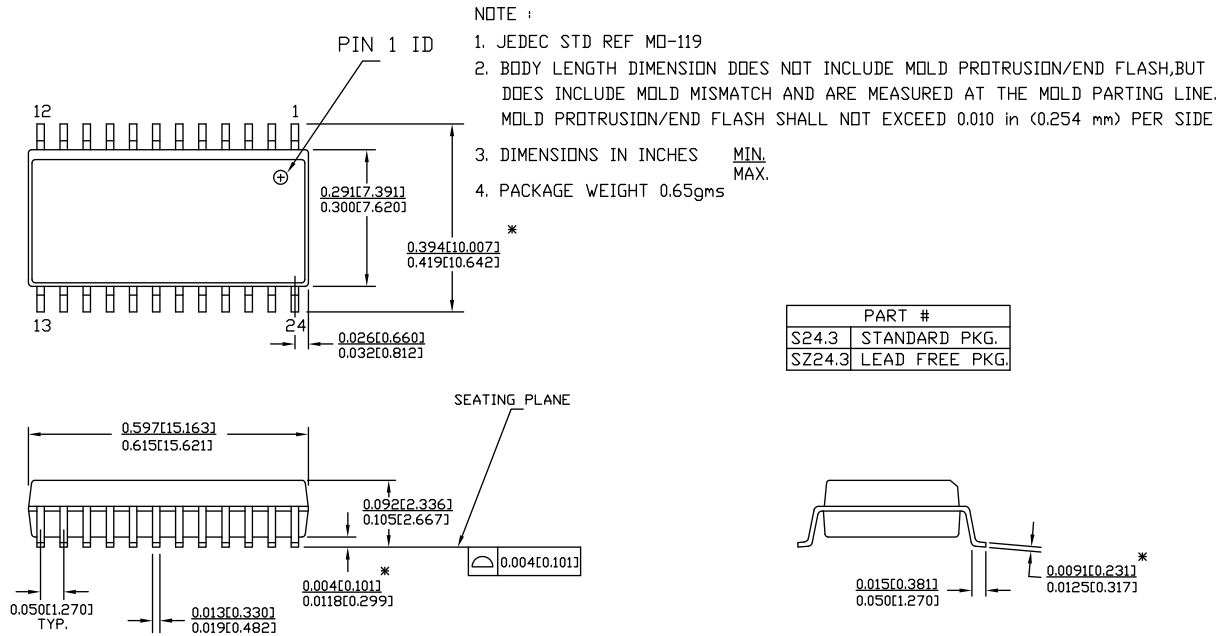 NOTE :
1. JEDEC STD REF MO-119
2. BODY LENGTH DIMENSION DOES NOT INCLUDE MOLD PROTRUSION/END FLASH,BUT
DOES INCLUDE MOLD MISMATCH AND ARE MEASURED AT THE MOLD PARTING LINE.
MOLD PROTRUSION/END FLASH SHALL NOT EXCEED 0.010 in (0.254 mm) PER SIDE
3. DIMENSIONS IN INCHES MIN.
MAX.
4. PACKAGE WEIGHT 0.65gms
PIN 1 ID
12 1
0.291[7.391]
0.300[7.620]
*
0.394[10.007]
0.419[10.642]
13 24
0.026[0.660]
0.032[0.812]
PART #
S24.3 STANDARD PKG.
SZ24.3 LEAD FREE PKG.
SEATING PLANE
0.597[15.163]
0.615[15.621]
0.092[2.336]
0.105[2.667]
0.004[0.101]
*
0.004[0.101]
0.0118[0.299]
0.050[1.270]
TYP.
0.013[0.330]
0.019[0.482]
0.015[0.381]
0.050[1.270]
*
0.0091[0.231]
0.0125[0.317]